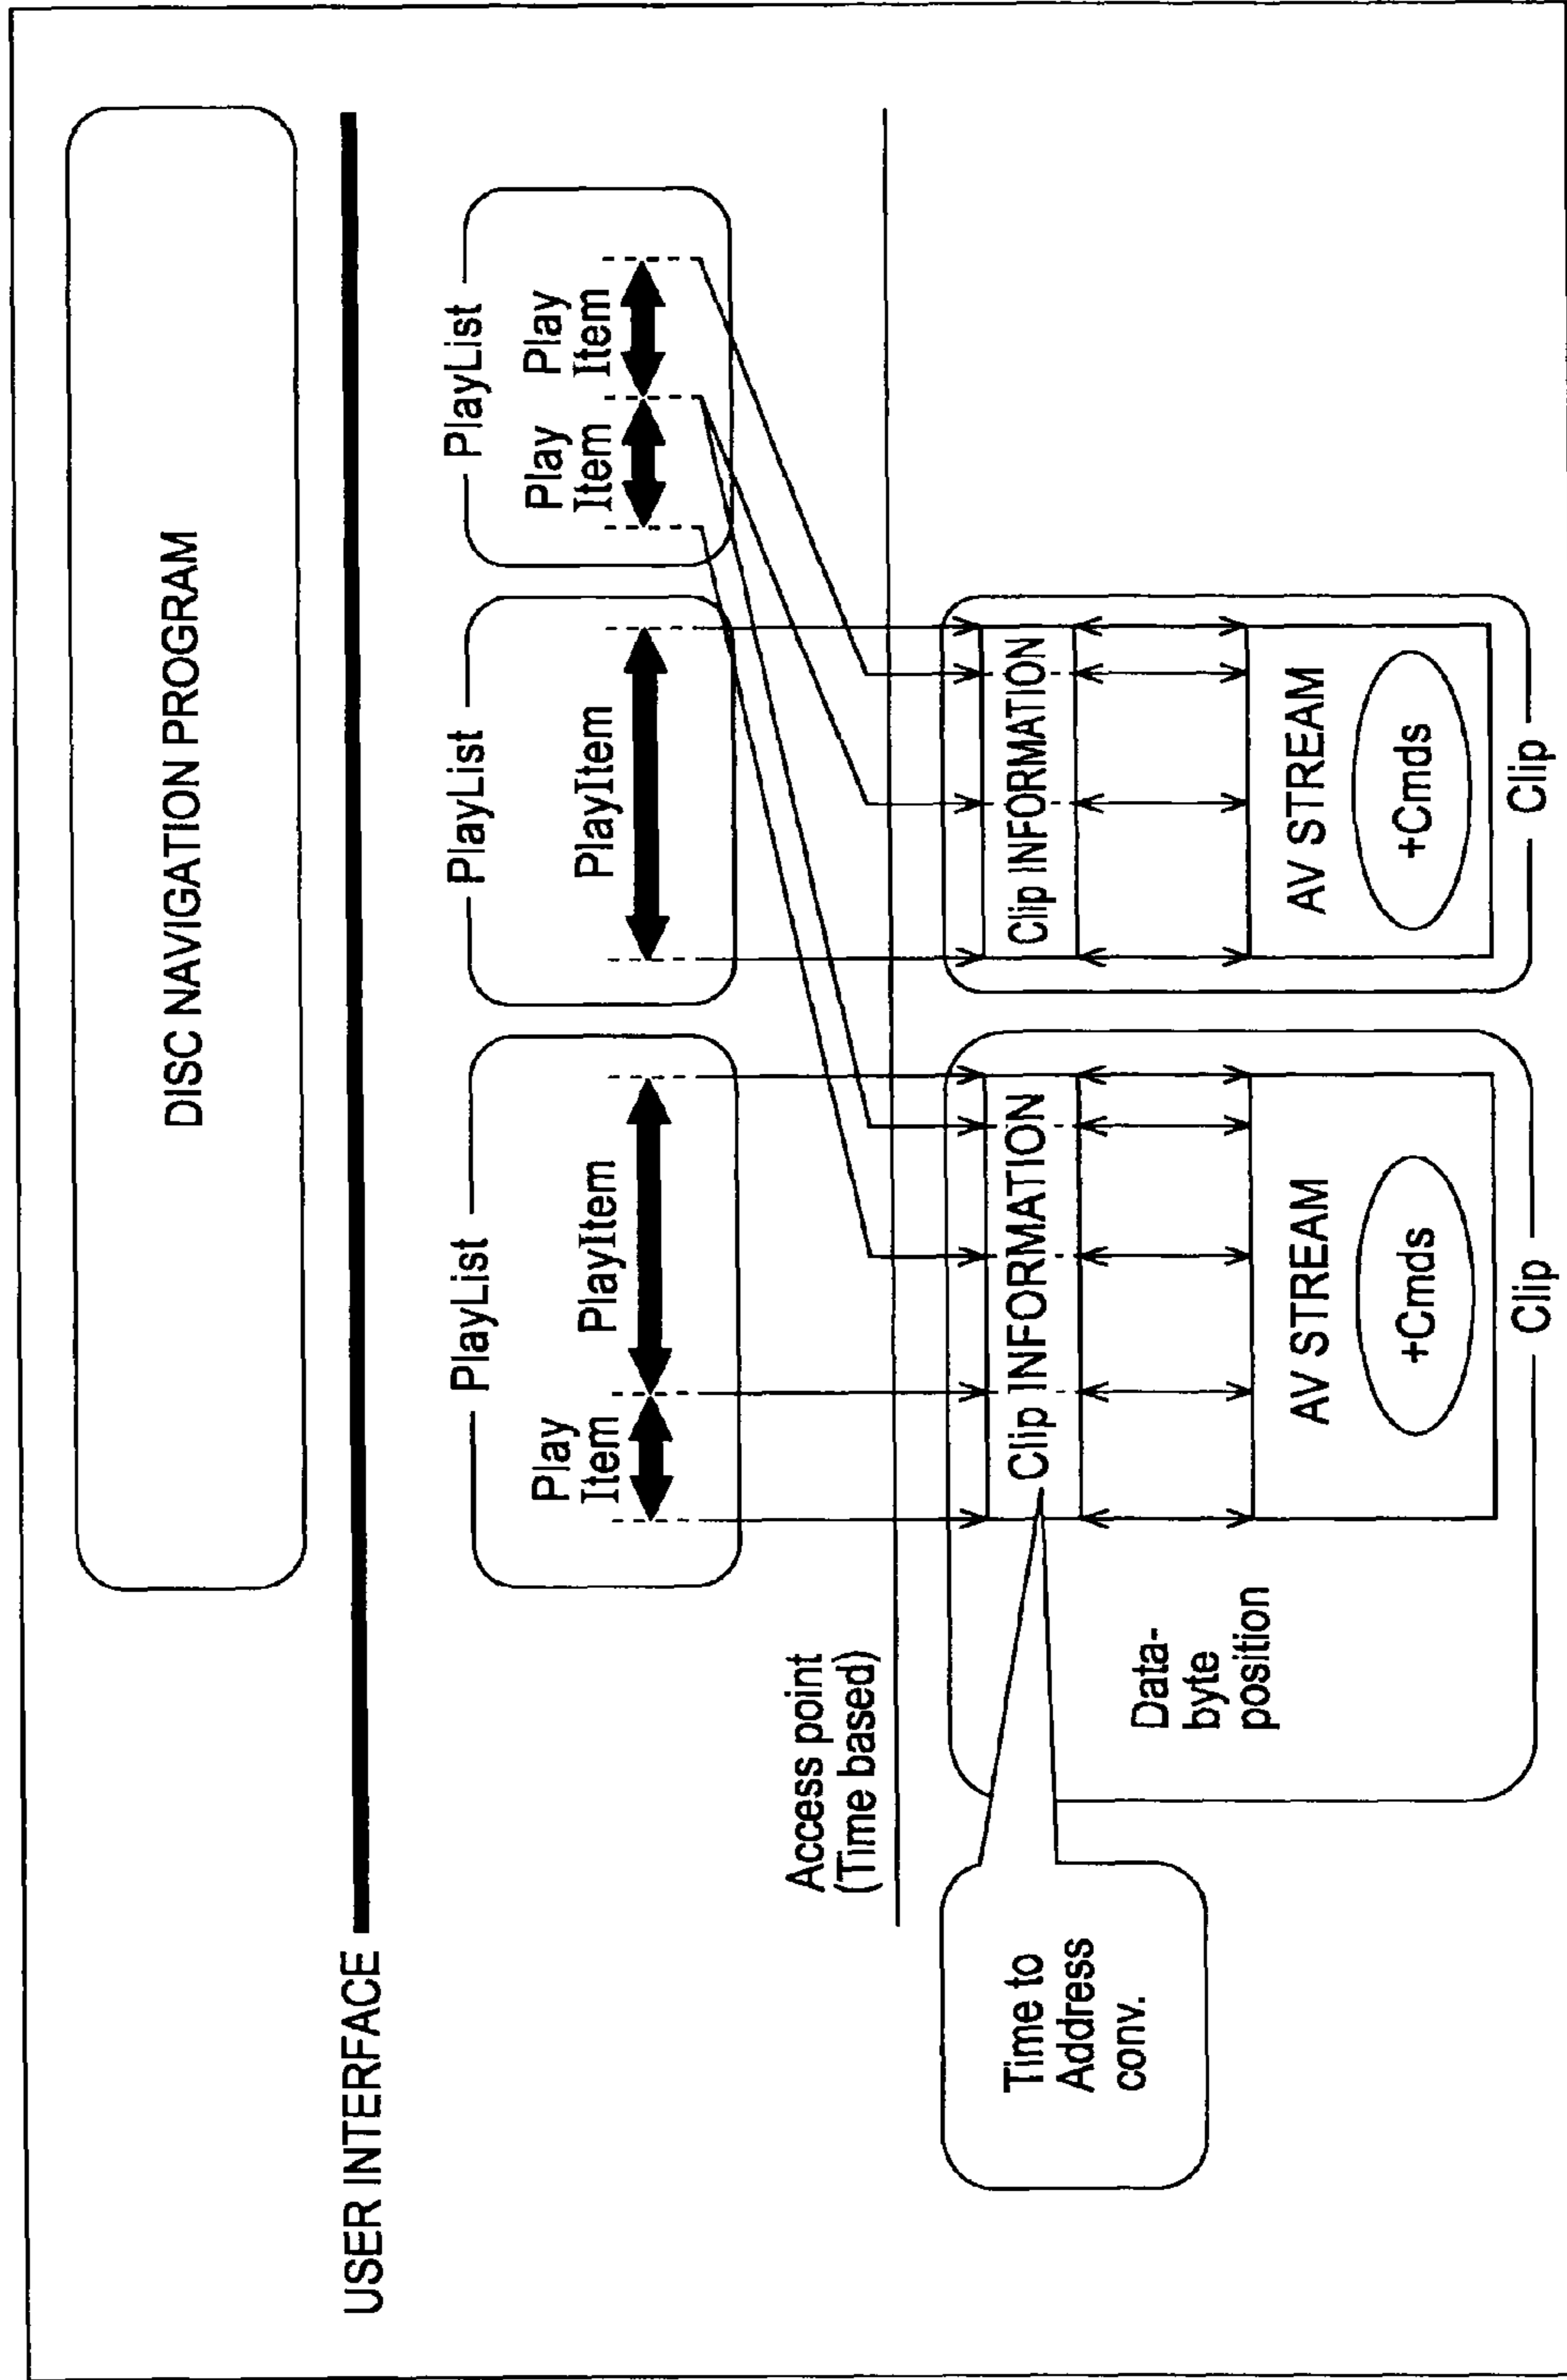 DISC NAVIGATION PROGRAM
USER INTERFACE
PlayList
PlayList
PlayList
Play
Item
PlayItem
PlayItem
Play
Item
Play
Item
Access point
(Time based)
Time to
Address
conv.
Clip INFORMATION
Clip INFORMATION
Data-
byte
position
AV STREAM
AV STREAM
+Cmds
+Cmds
Clip
Clip